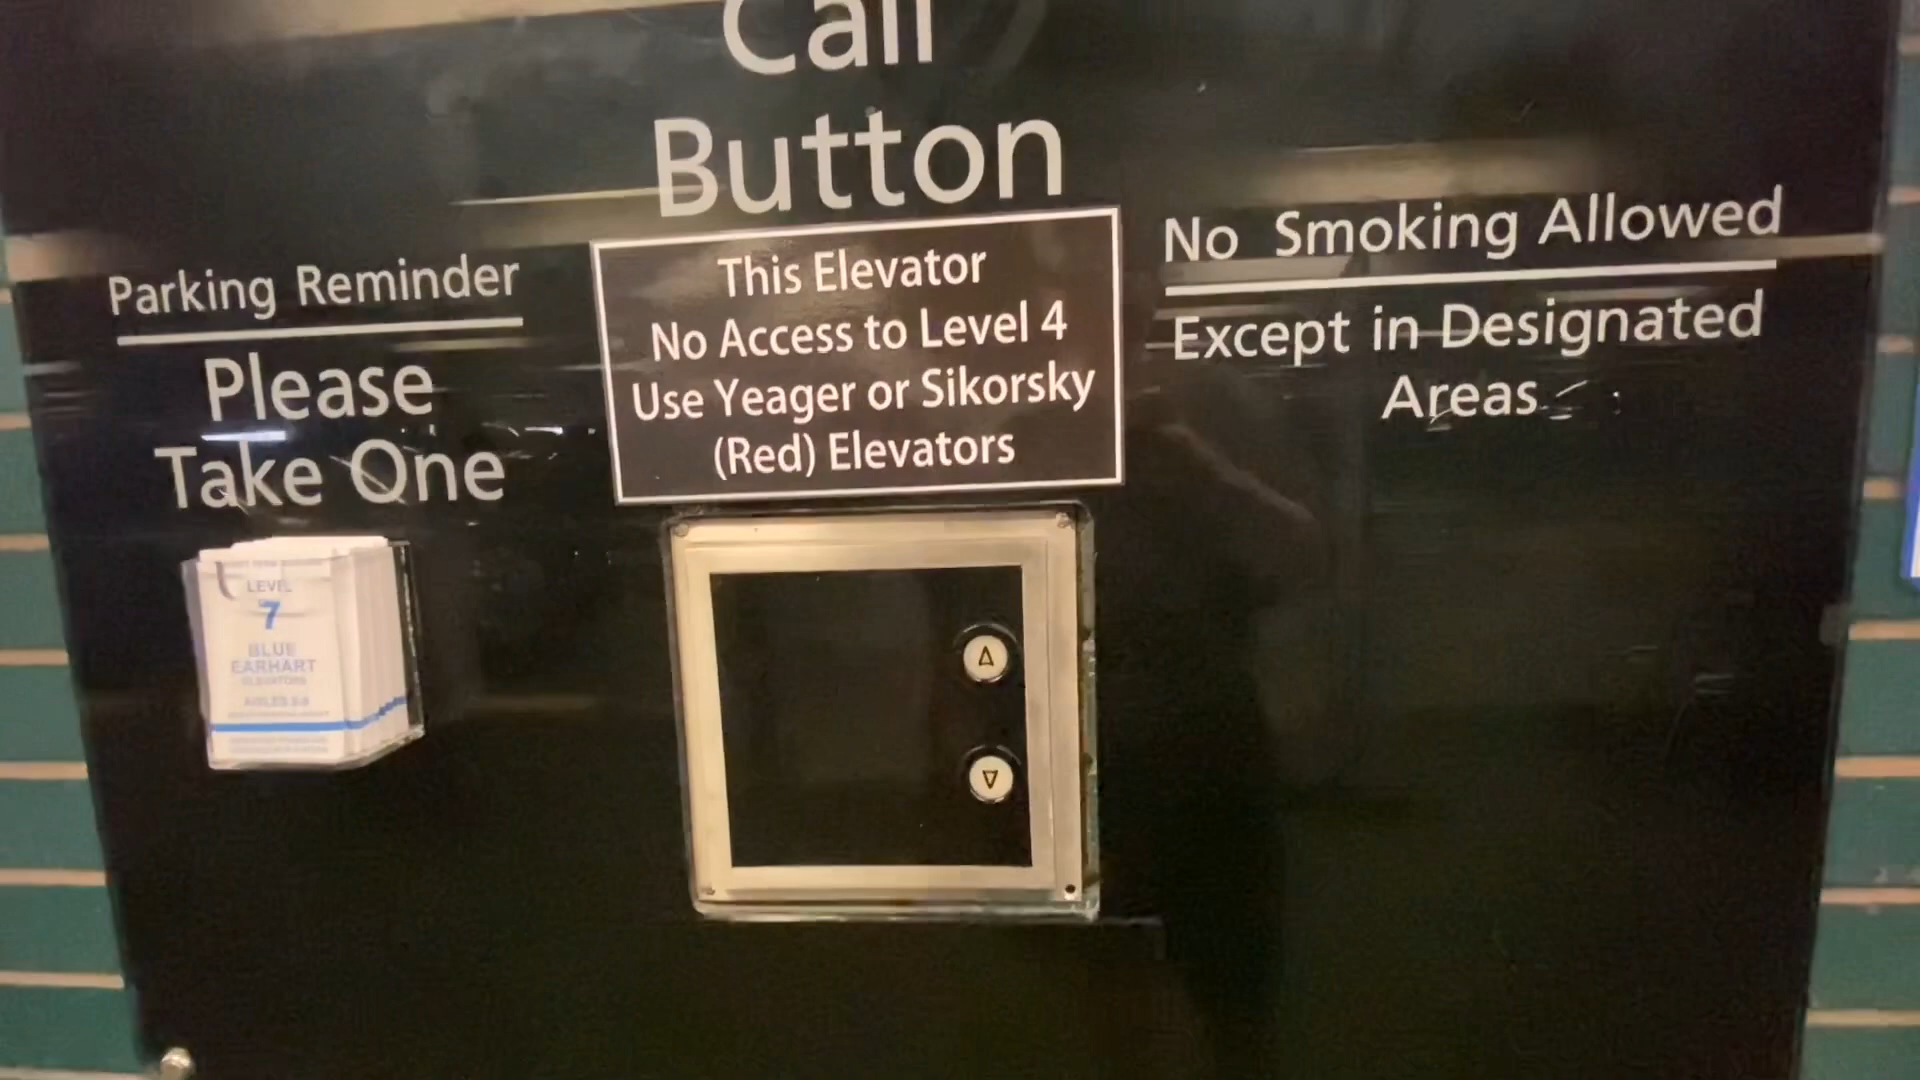 Call
Button
This Elevator
No Access to Level 4
Use Yeager or Sikorsky
(Red) Elevators
Parking Reminder
Please
Take One
LEVEL
7
BLUE
EARHART
ELEVATORS
No Smoking Allowed
Except in Designated
Areas